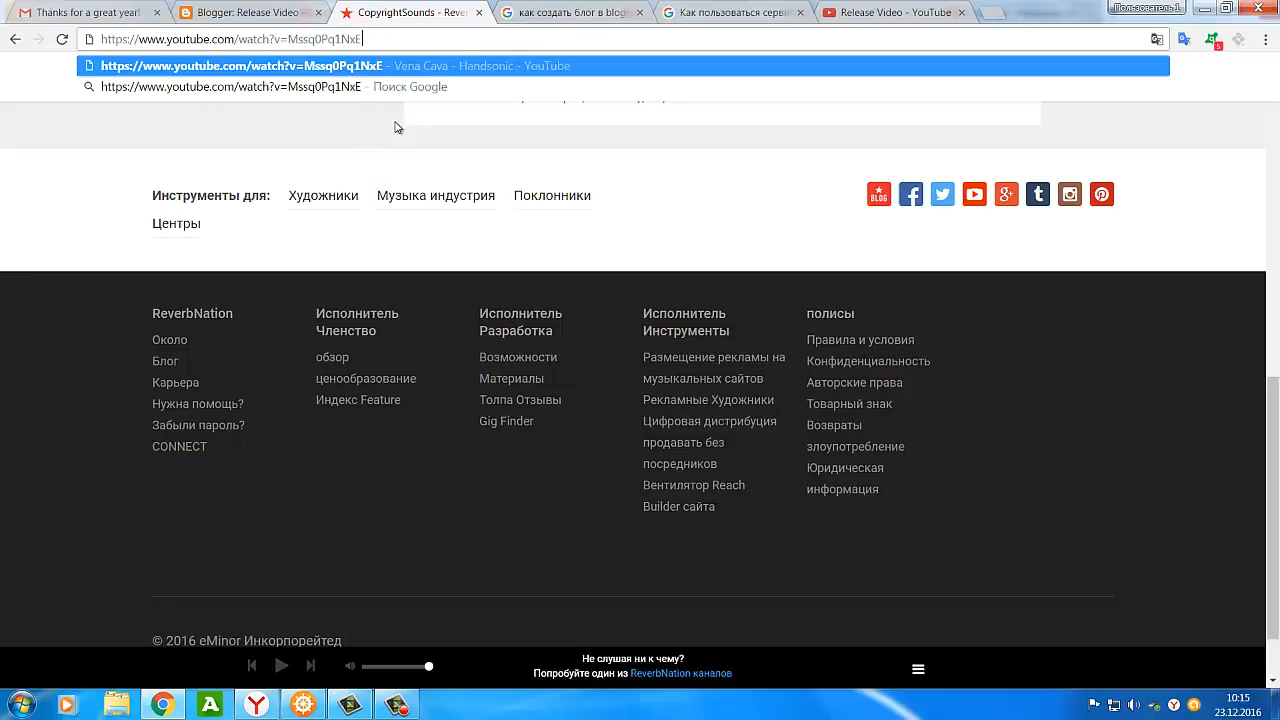 Thanks for a great year!
Blogger: Release Video
CopyrightSounds - Reve
как создать блог в blog
Как пользоваться серви
Release Video - YouTube
Пользователь1
https://www.youtube.com/watch?v=Mssq0Pq1NxE
https://www.youtube.com/watch?v=Mssq0Pq1NxE - Vena Cava - Handsonic - YouTube
https://www.youtube.com/watch?v=Mssq0Pq1NxE - Поиск Google
5
Инструменты для: Художники Музыка индустрия Поклонники
Центры
BLOG
ReverbNation
Около
Блог
Карьера
Нужна помощь?
Забыли пароль?
CONNECT
Исполнитель
Членство
обзор
ценообразование
Индекс Feature
Исполнитель
Разработка
Возможности
Материалы
Толпа Отзывы
Gig Finder
Исполнитель
Инструменты
Размещение рекламы на
музыкальных сайтов
Рекламные Художники
Цифровая дистрибуция
продавать без
посредников
Вентилятор Reach
Builder сайта
полисы
Правила и условия
Конфиденциальность
Авторские права
Товарный знак
Возвраты
злоупотребление
Юридическая
информация
© 2016 eMinor Инкорпорейтед
Не слушая ни к чему?
Попробуйте один из ReverbNation каналов
10:15
23.12.2016